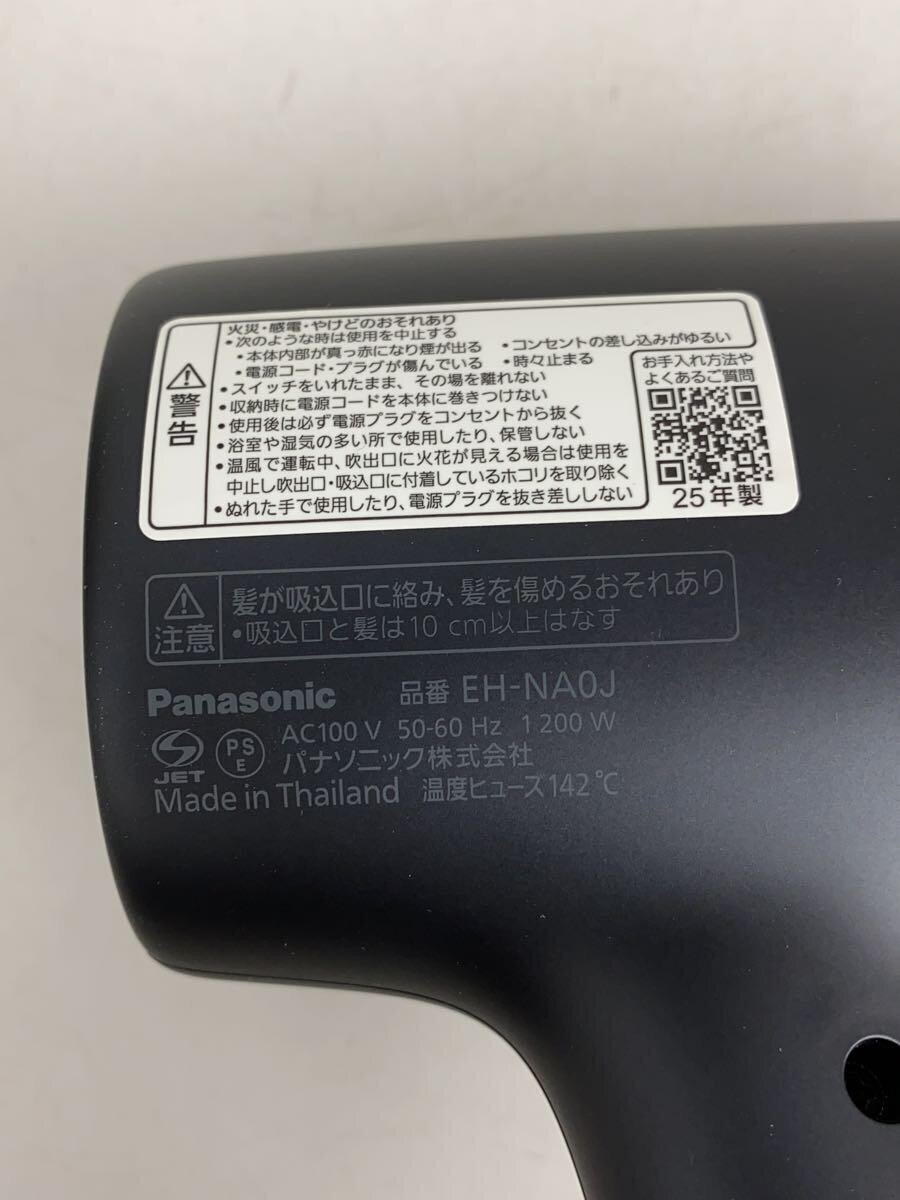 警告
火災・感電・やけどのおそれあり
・次のような時は使用を中止する
・本体内部が真っ赤になり煙が出る ・コンセントの差し込みがゆるい
・電源コード・プラグが傷んでいる ・時々止まる
・スイッチをいれたまま、その場を離れない
・収納時に電源コードを本体に巻きつけない
・使用後は必ず電源プラグをコンセントから抜く
・浴室や湿気の多い所で使用したり、保管しない
・温風で運転中、吹出口に火花が見える場合は使用を
中止し吹出口・吸込口に付着しているホコリを取り除く
・ぬれた手で使用したり、電源プラグを抜き差ししない
お手入れ方法や
よくあるご質問
25年製
注意
髪が吸込口に絡み、髪を傷めるおそれあり
・吸込口と髪は10 cm以上はなす
Panasonic 品番 EH-NA0J
AC100 V 50-60 Hz 1 200 W
JET PS E パナソニック株式会社
Made in Thailand 温度ヒューズ142℃